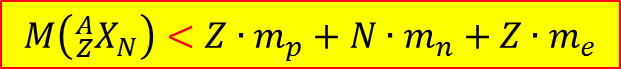 M(^A_Z X_N) < Z · m_p + N · m_n + Z · m_e